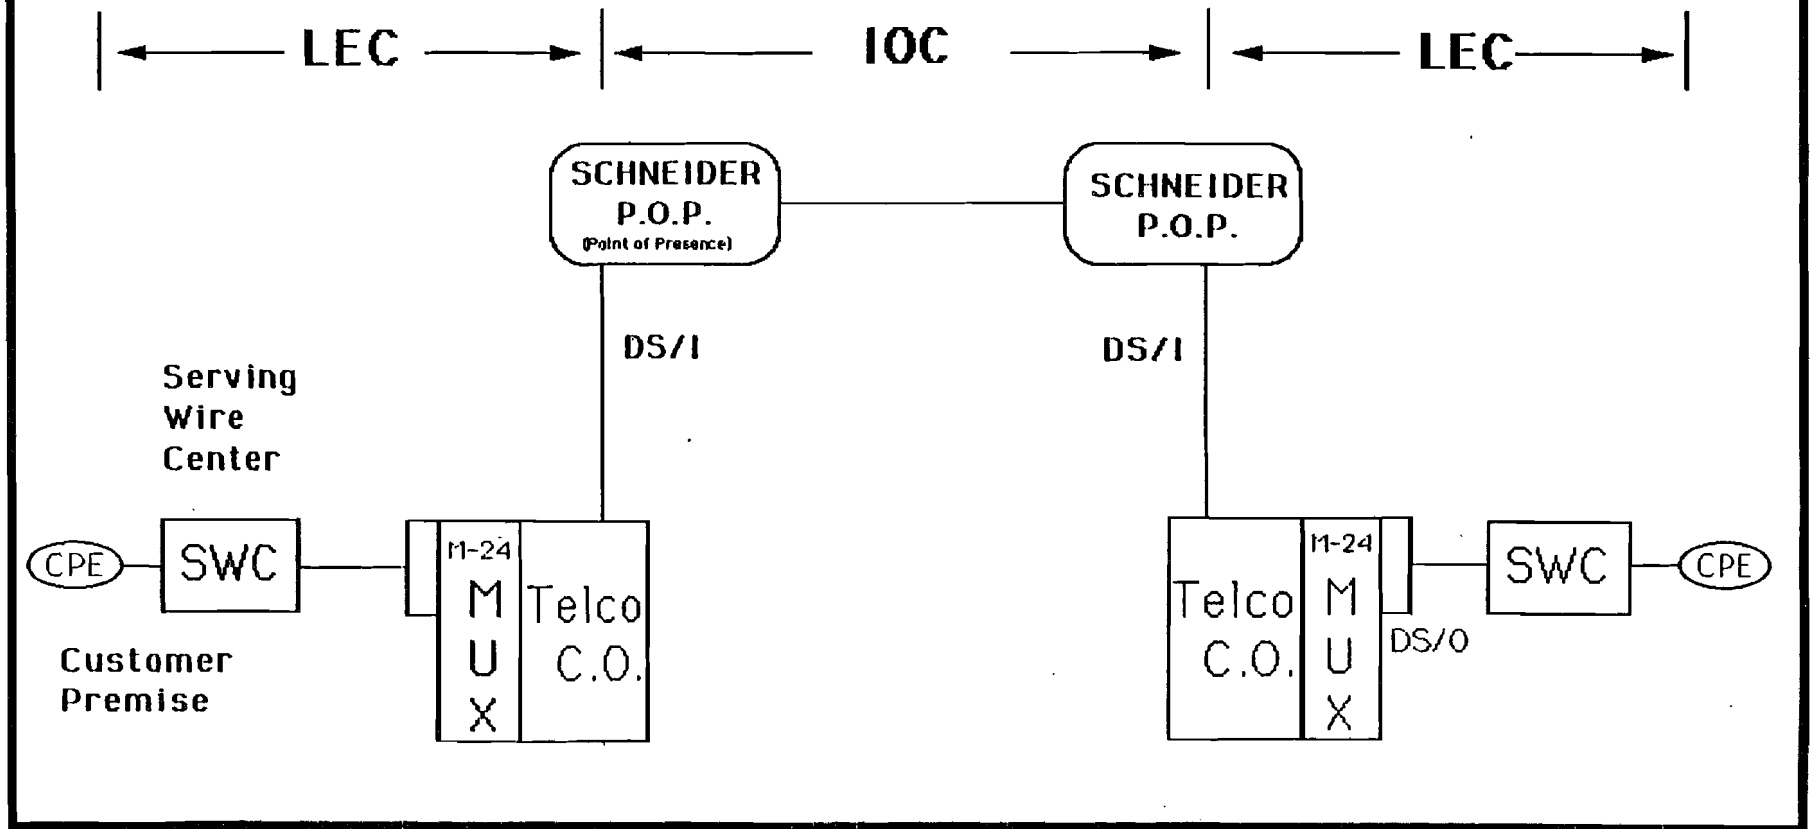 LEC
IOC
LEC
SCHNEIDER
P.O.P.
(Point of Presence)
SCHNEIDER
P.O.P.
DS/1
DS/1
Serving
Wire
Center
CPE
SWC
M-24
M
U
X
Telco
C.O.
Telco
C.O.
M-24
M
U
X
DS/0
SWC
CPE
Customer
Premise